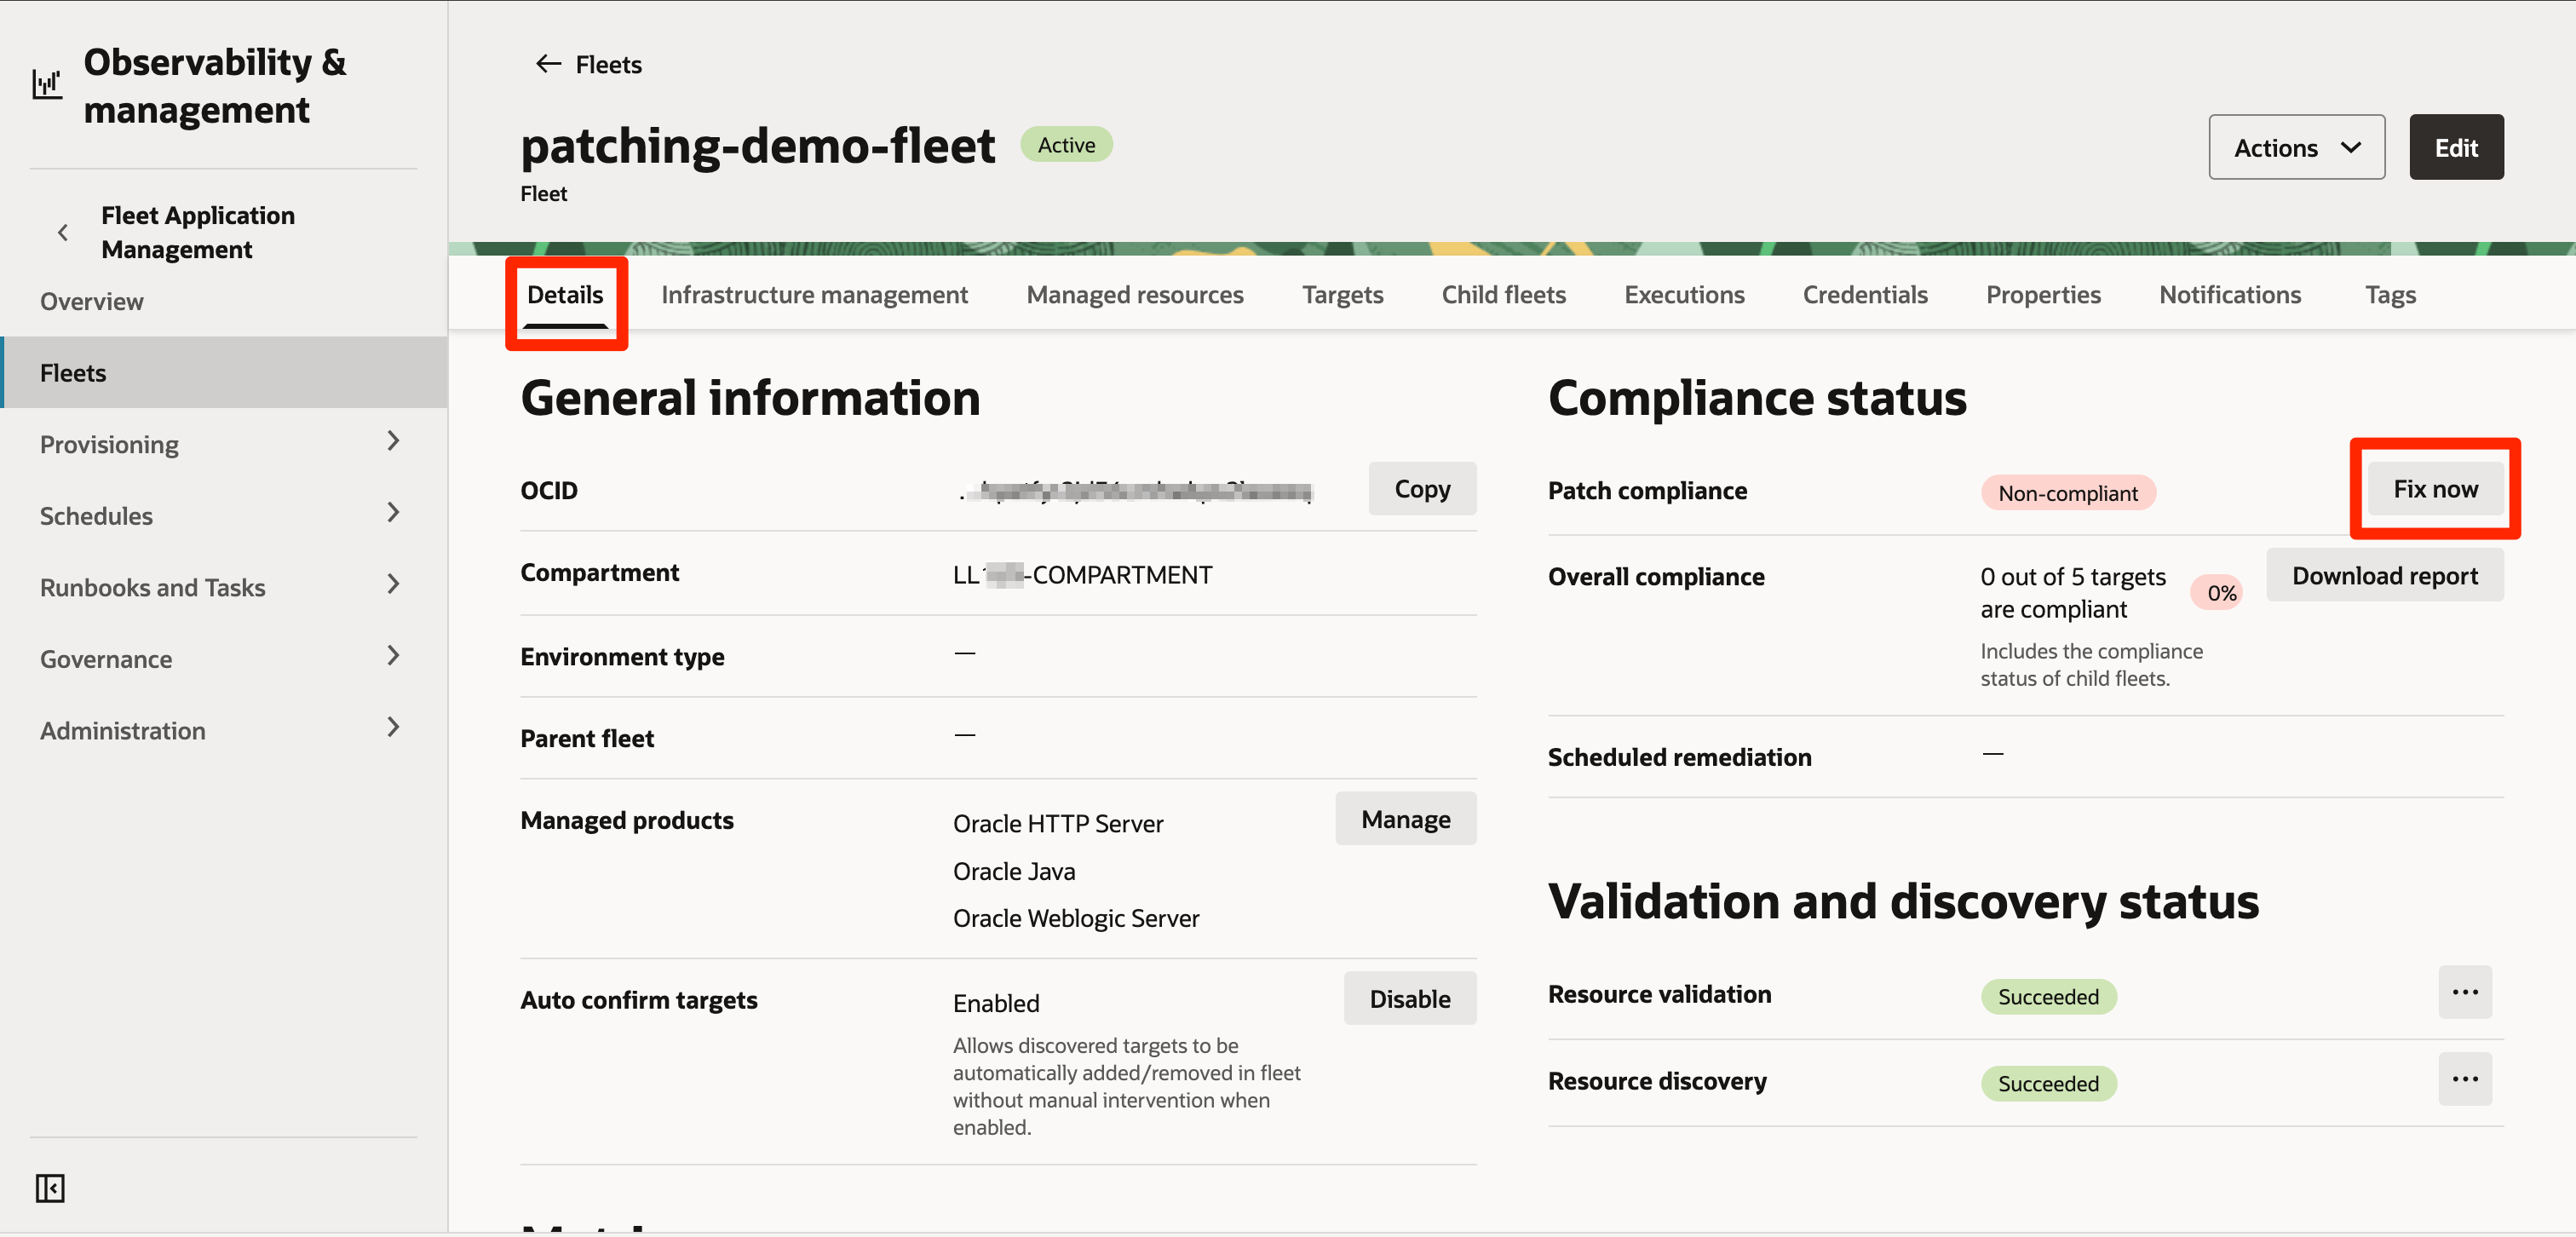 Observability &
management
Fleet Application
Management
Overview
Fleets
Provisioning
Schedules
Runbooks and Tasks
Governance
Administration
Fleets
patching-demo-fleet
Active
Fleet
Actions
Edit
Details
Infrastructure management
Managed resources
Targets
Child fleets
Executions
Credentials
Properties
Notifications
Tags
General information
OCID
Copy
Compartment
-COMPARTMENT
Environment type
—
Parent fleet
—
Managed products
Oracle HTTP Server
Oracle Java
Oracle Weblogic Server
Manage
Auto confirm targets
Enabled
Disable
Allows discovered targets to be
automatically added/removed in fleet
without manual intervention when
enabled.
Compliance status
Patch compliance
Non-compliant
Fix now
Overall compliance
0 out of 5 targets
are compliant
0%
Download report
Includes the compliance
status of child fleets.
Scheduled remediation
—
Validation and discovery status
Resource validation
Succeeded
...
Resource discovery
Succeeded
...